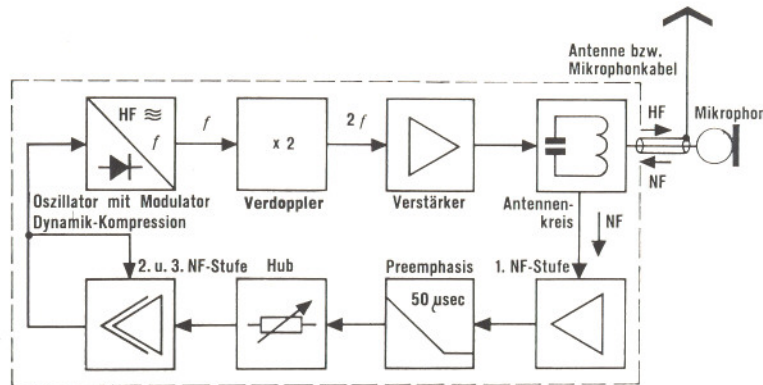 Antenne bzw.
Mikrophonkabel
HF
f
f
x 2
2 f
HF
Mikrophon
NF
Oszillator mit Modulator
Dynamik-Kompression
Verdoppler
Verstärker
Antennen-
kreis
NF
2. u. 3. NF-Stufe
Hub
Preemphasis
1. NF-Stufe
50 µsec